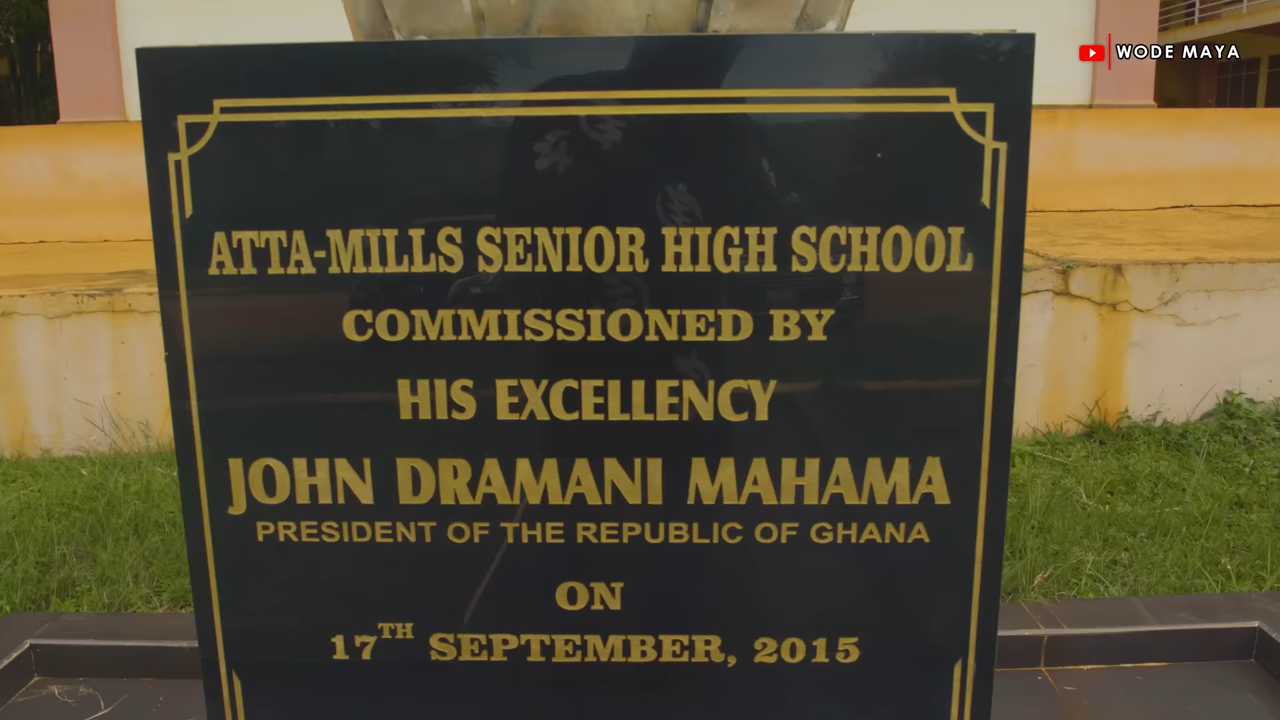 WODE MAYA
ATTA-MILLS SENIOR HIGH SCHOOL
COMMISSIONED BY
HIS EXCELLENCY
JOHN DRAMANI MAHAMA
PRESIDENT OF THE REPUBLIC OF GHANA
ON
17TH SEPTEMBER, 2015